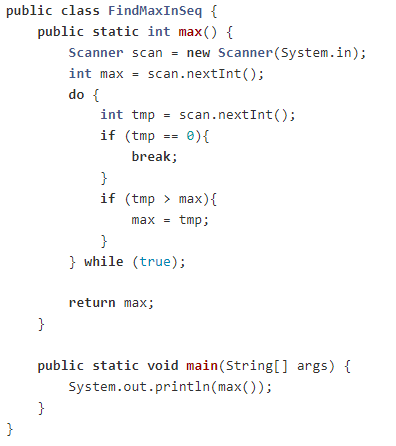 public class FindMaxInSeq {
    public static int max() {
        Scanner scan = new Scanner(System.in);
        int max = scan.nextInt();
        do {
            int tmp = scan.nextInt();
            if (tmp == 0){
                break;
            }
            if (tmp > max){
                max = tmp;
            }
        } while (true);

        return max;
    }

    public static void main(String[] args) {
        System.out.println(max());
    }
}